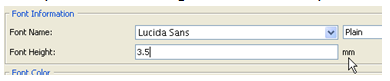 Font Information
Font Name: Lucida Sans Plain
Font Height: 3.5 mm
Font Color